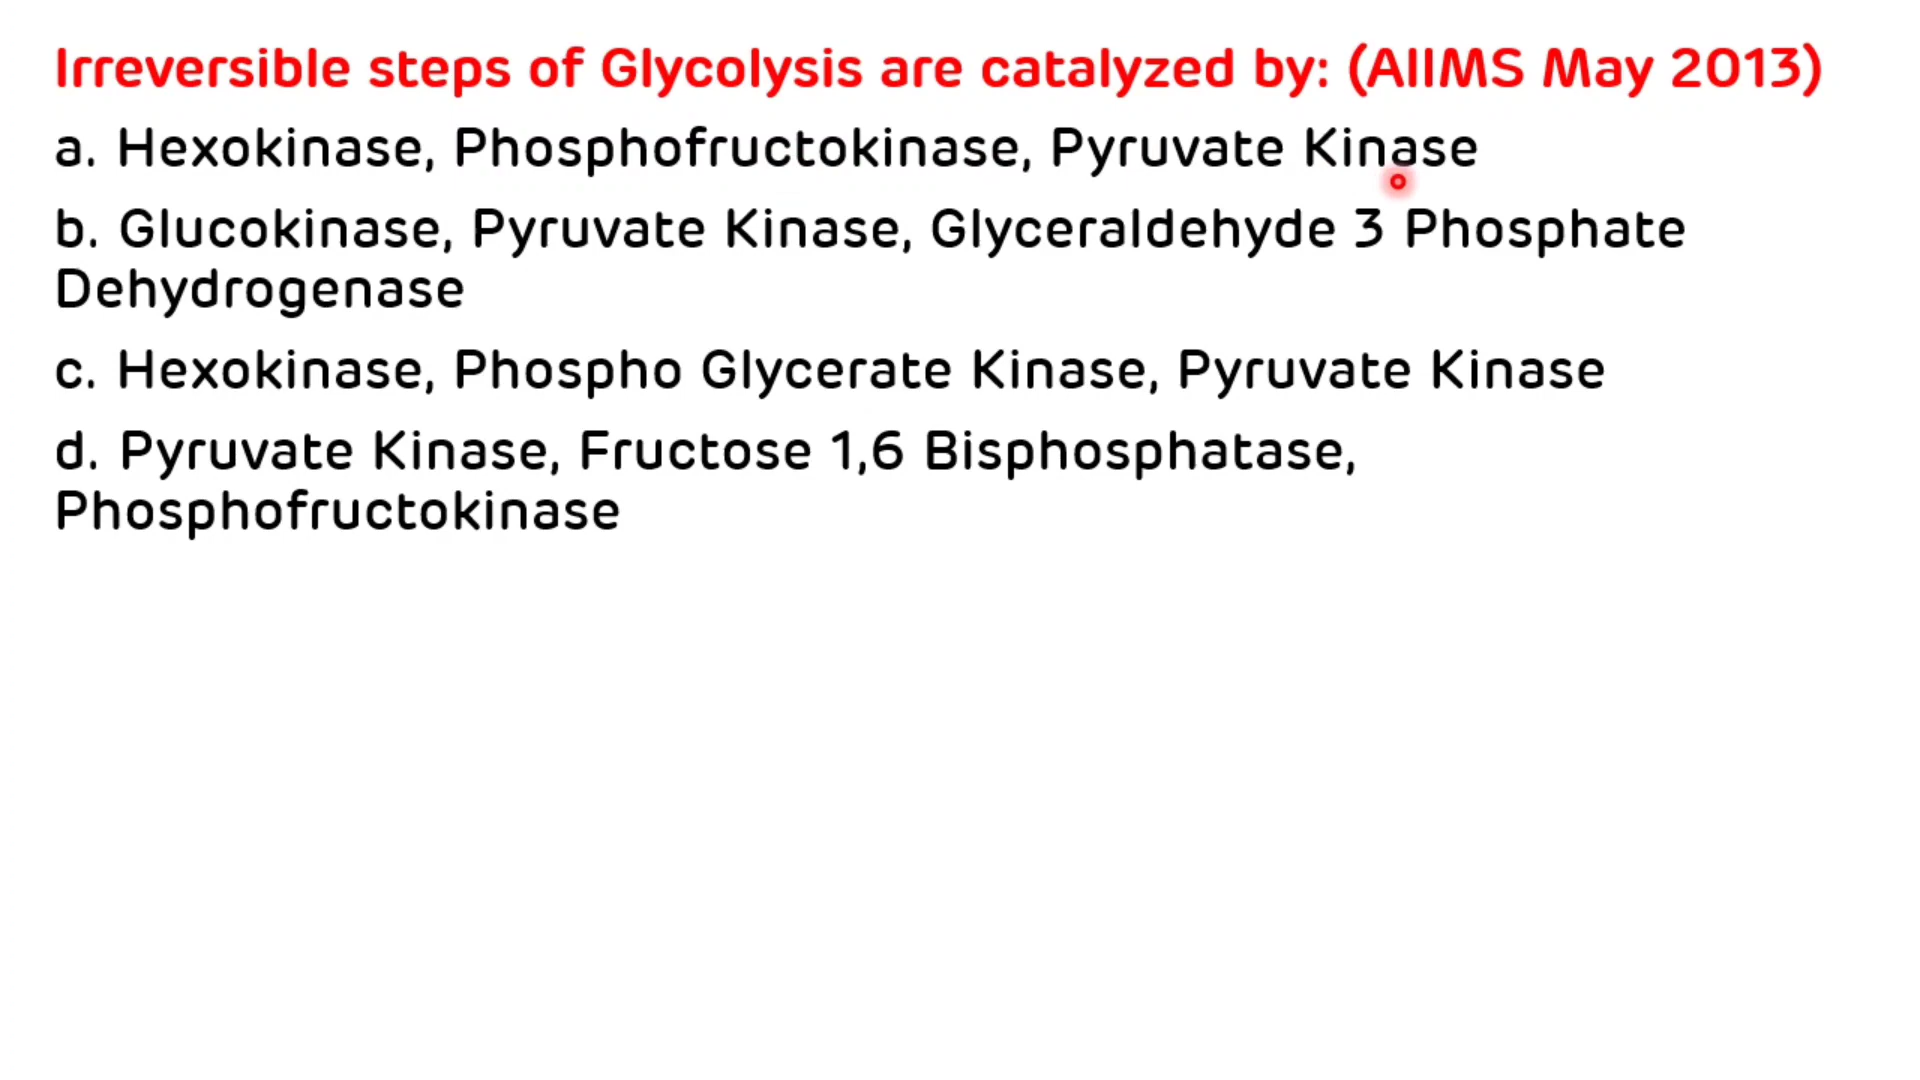 Irreversible steps of Glycolysis are catalyzed by: (AIIMS May 2013)
a. Hexokinase, Phosphofructokinase, Pyruvate Kinase
b. Glucokinase, Pyruvate Kinase, Glyceraldehyde 3 Phosphate
Dehydrogenase
c. Hexokinase, Phospho Glycerate Kinase, Pyruvate Kinase
d. Pyruvate Kinase, Fructose 1,6 Bisphosphatase,
Phosphofructokinase